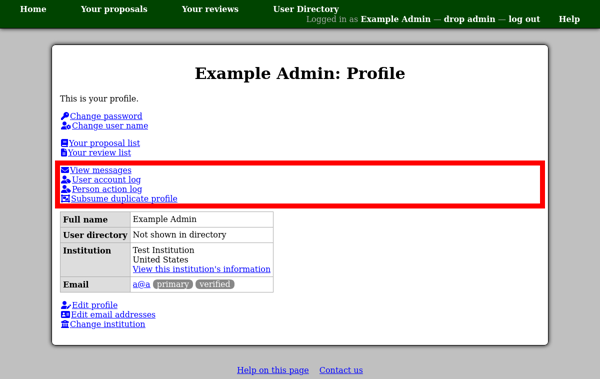 Home Your proposals Your reviews User Directory
Logged in as Example Admin — drop admin — log out Help
Example Admin: Profile
This is your profile.
Change password
Change user name
Your proposal list
Your review list
View messages
User account log
Person action log
Subsume duplicate profile
Full name Example Admin
User directory Not shown in directory
Institution Test Institution
United States
View this institution's information
Email a@a primary verified
Edit profile
Edit email addresses
Change institution
Help on this page Contact us